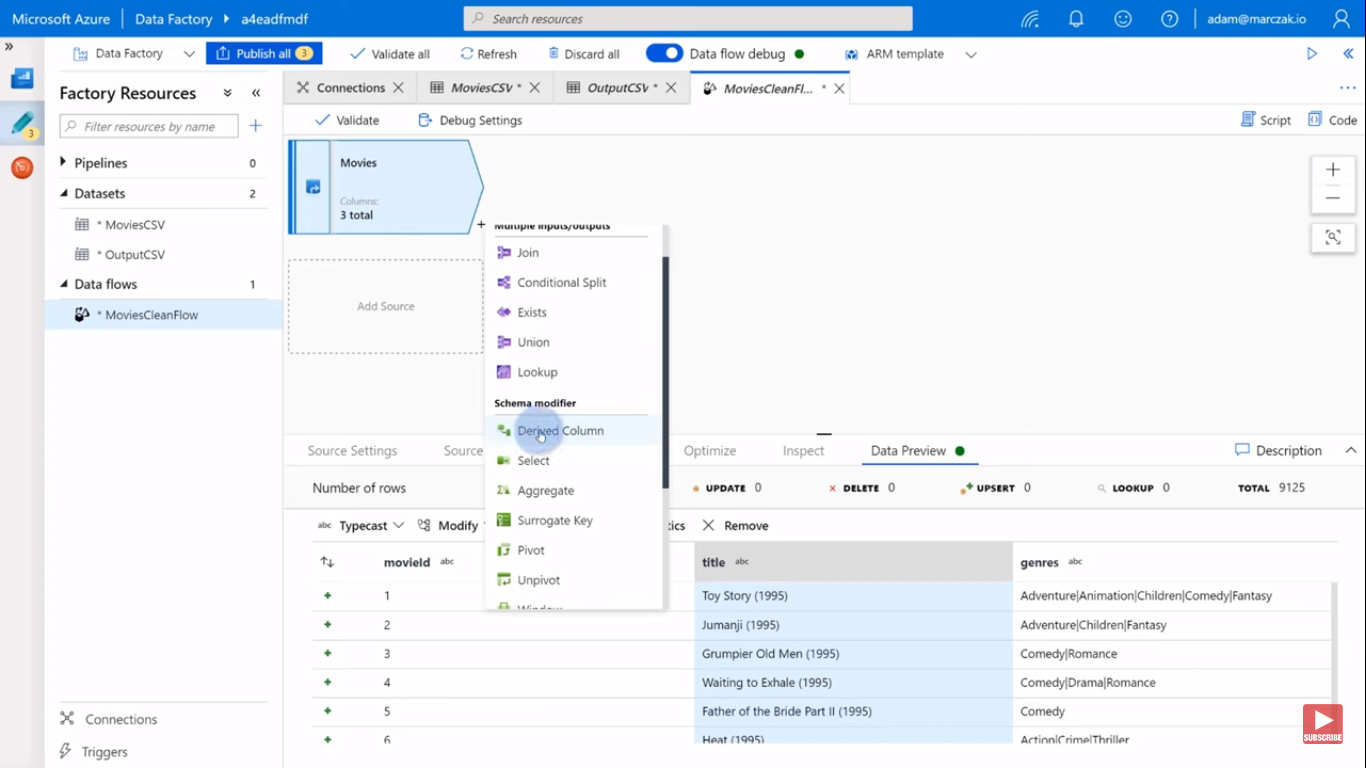 Microsoft Azure
Data Factory
a4eadfmdf
Search resources
adam@marczak.io
Data Factory
Publish all 3
Validate all
Refresh
Discard all
Data flow debug
ARM template
Factory Resources
Connections
MoviesCSV *
OutputCSV *
MoviesCleanFl... *
3
Filter resources by name
Validate
Debug Settings
Script
Code
Pipelines 0
Datasets 2
* MoviesCSV
* OutputCSV
Data flows 1
* MoviesCleanFlow
Movies
Columns:
3 total
Add Source
Multiple inputs/outputs
Join
Conditional Split
Exists
Union
Lookup
Schema modifier
Derived Column
Select
Aggregate
Surrogate Key
Pivot
Unpivot
Window
Source Settings
Source
Optimize
Inspect
Data Preview
Description
Number of rows
UPDATE 0
DELETE 0
UPSERT 0
LOOKUP 0
TOTAL 9125
abc Typecast
Modify
tics
Remove
movieId abc
title abc
genres abc
1 Toy Story (1995) Adventure|Animation|Children|Comedy|Fantasy
2 Jumanji (1995) Adventure|Children|Fantasy
3 Grumpier Old Men (1995) Comedy|Romance
4 Waiting to Exhale (1995) Comedy|Drama|Romance
5 Father of the Bride Part II (1995) Comedy
6 Heat (1995) Action|Crime|Thriller
Connections
Triggers
SUBSCRIBE